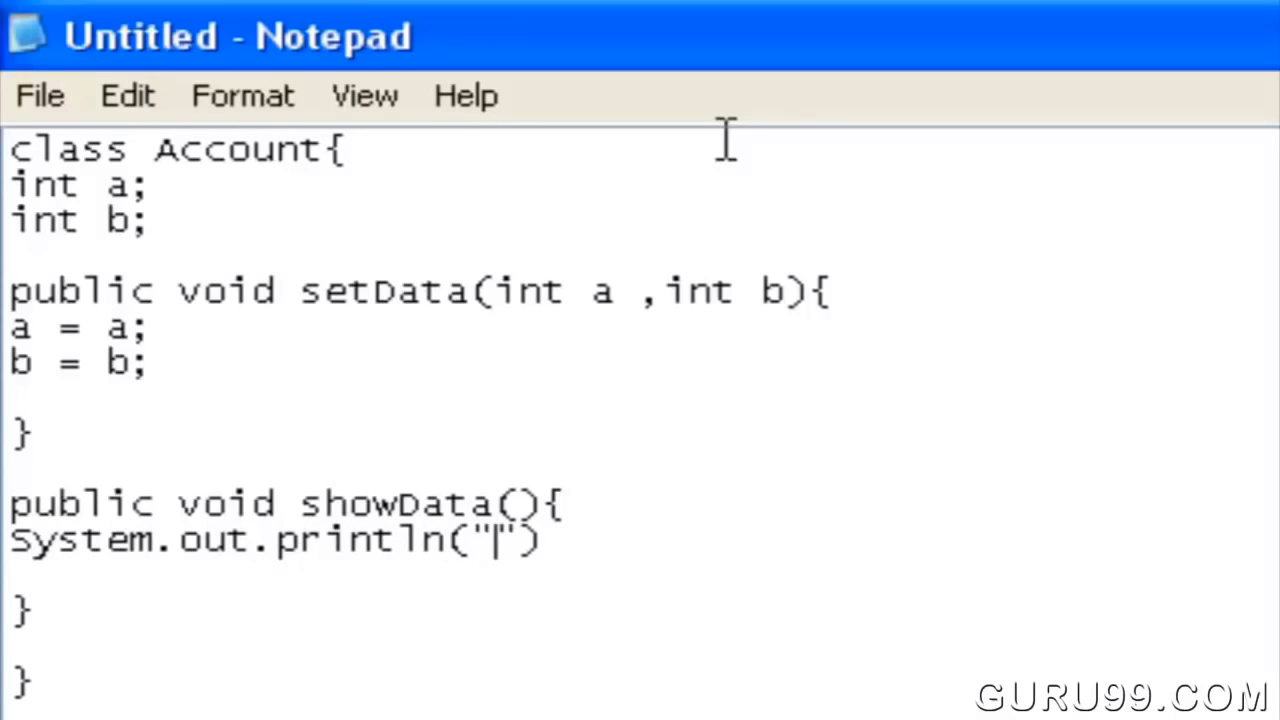 Untitled - Notepad
File Edit Format View Help
class Account{
int a;
int b;
public void setData(int a ,int b){
a = a;
b = b;
}
public void showData(){
System.out.println("")
}
}
GURU99.COM